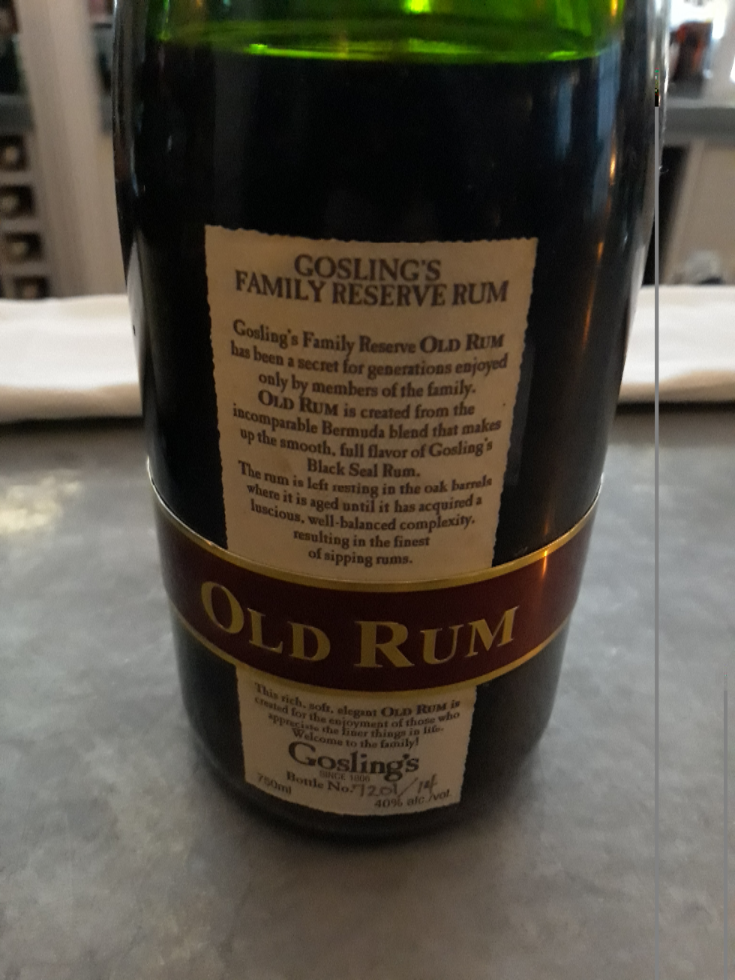 GOSLING'S
FAMILY RESERVE RUM
Gosling's Family Reserve OLD RUM
has been a secret for generations enjoyed
only by members of the family.
OLD RUM is created from the
incomparable Bermuda blend that makes
up the smooth, full flavor of Gosling's
Black Seal Rum.
The rum is left resting in the oak barrels
where it is aged until it has acquired a
luscious, well-balanced complexity,
resulting in the finest
of sipping rums.
OLD RUM
This rich, soft, elegant OLD RUM is
created for the enjoyment of those who
appreciate the finer things in life.
Welcome to the family!
Gosling's
SINCE 1806
Bottle No.
750ml
40% alc/vol.